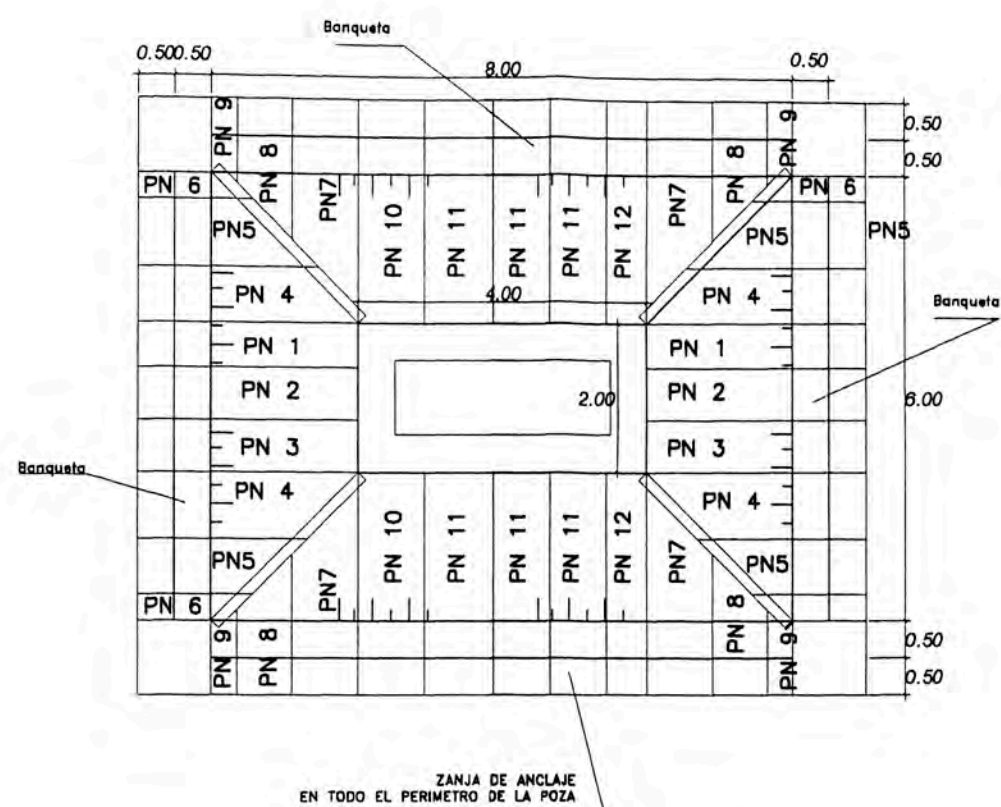 Banqueta
0.50 0.50
8.00
0.50
PN 9
PN 8
PN 8
PN 9
0.50
0.50
PN 6
PN5
PN7
PN 10
PN 11
PN 11
PN 11
PN 12
PN7
PN5
PN 6
PN5
PN 4
4.00
PN 4
Banqueta
PN 1
PN 1
PN 2
2.00
PN 2
6.00
PN 3
PN 3
Banqueta
PN 4
PN 4
PN5
PN7
PN 10
PN 11
PN 11
PN 11
PN 12
PN7
PN5
PN 6
PN 9
PN 8
PN 8
PN 9
0.50
0.50
ZANJA DE ANCLAJE
EN TODO EL PERIMETRO DE LA POZA